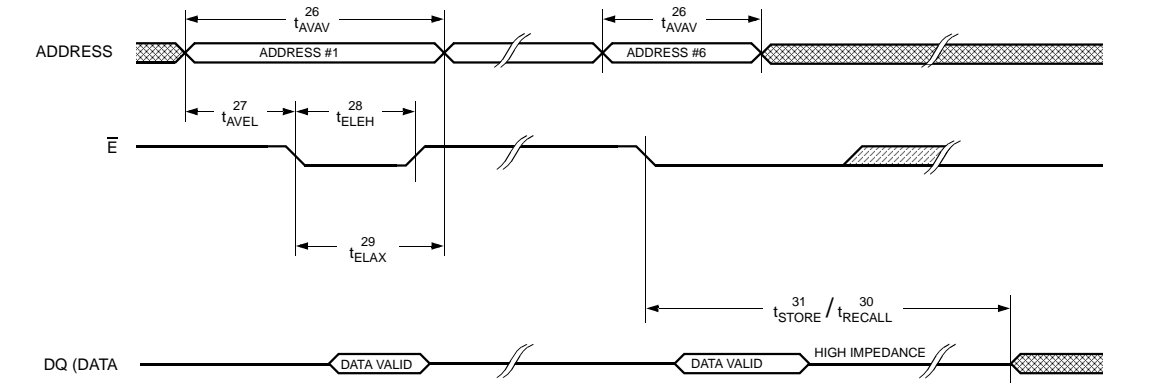 26 26
tAVAV tAVAV
ADDRESS ADDRESS #1 ADDRESS #6
27 28
tAVEL tELEH
E
29
tELAX
31 30
tSTORE / tRECALL
DQ (DATA DATA VALID DATA VALID HIGH IMPEDANCE